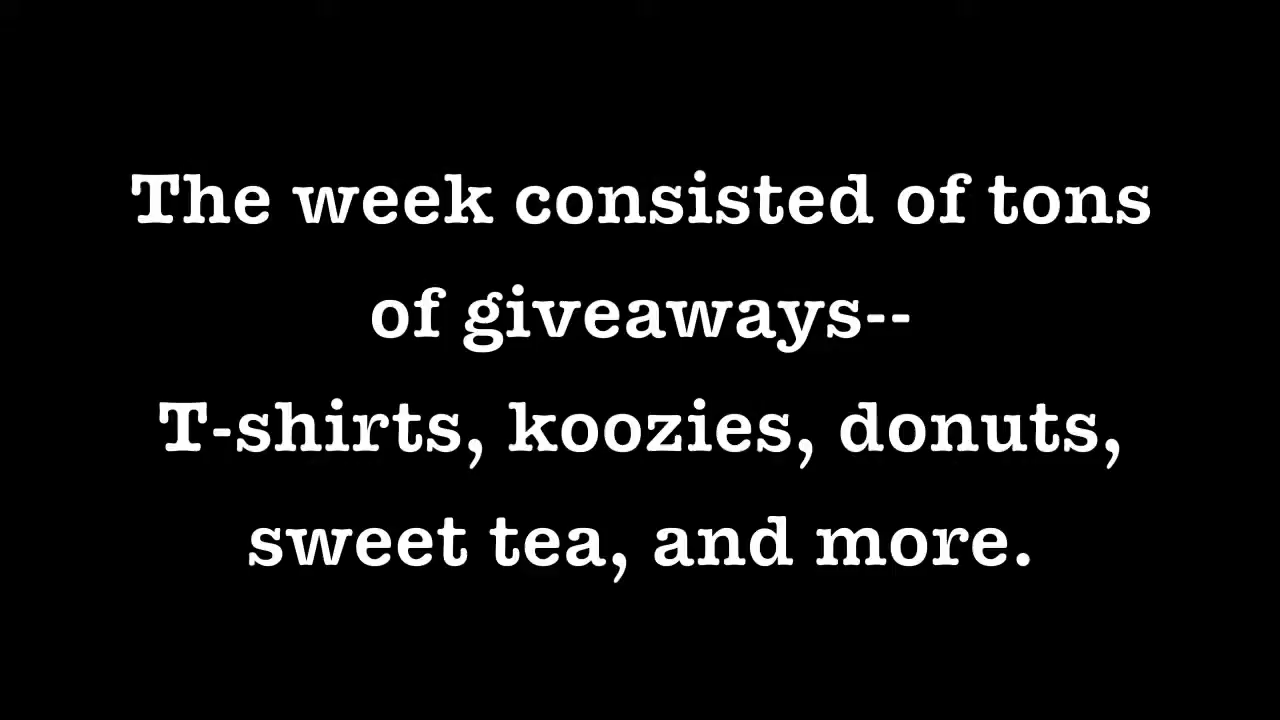 The week consisted of tons
of giveaways--
T-shirts, koozies, donuts,
sweet tea, and more.